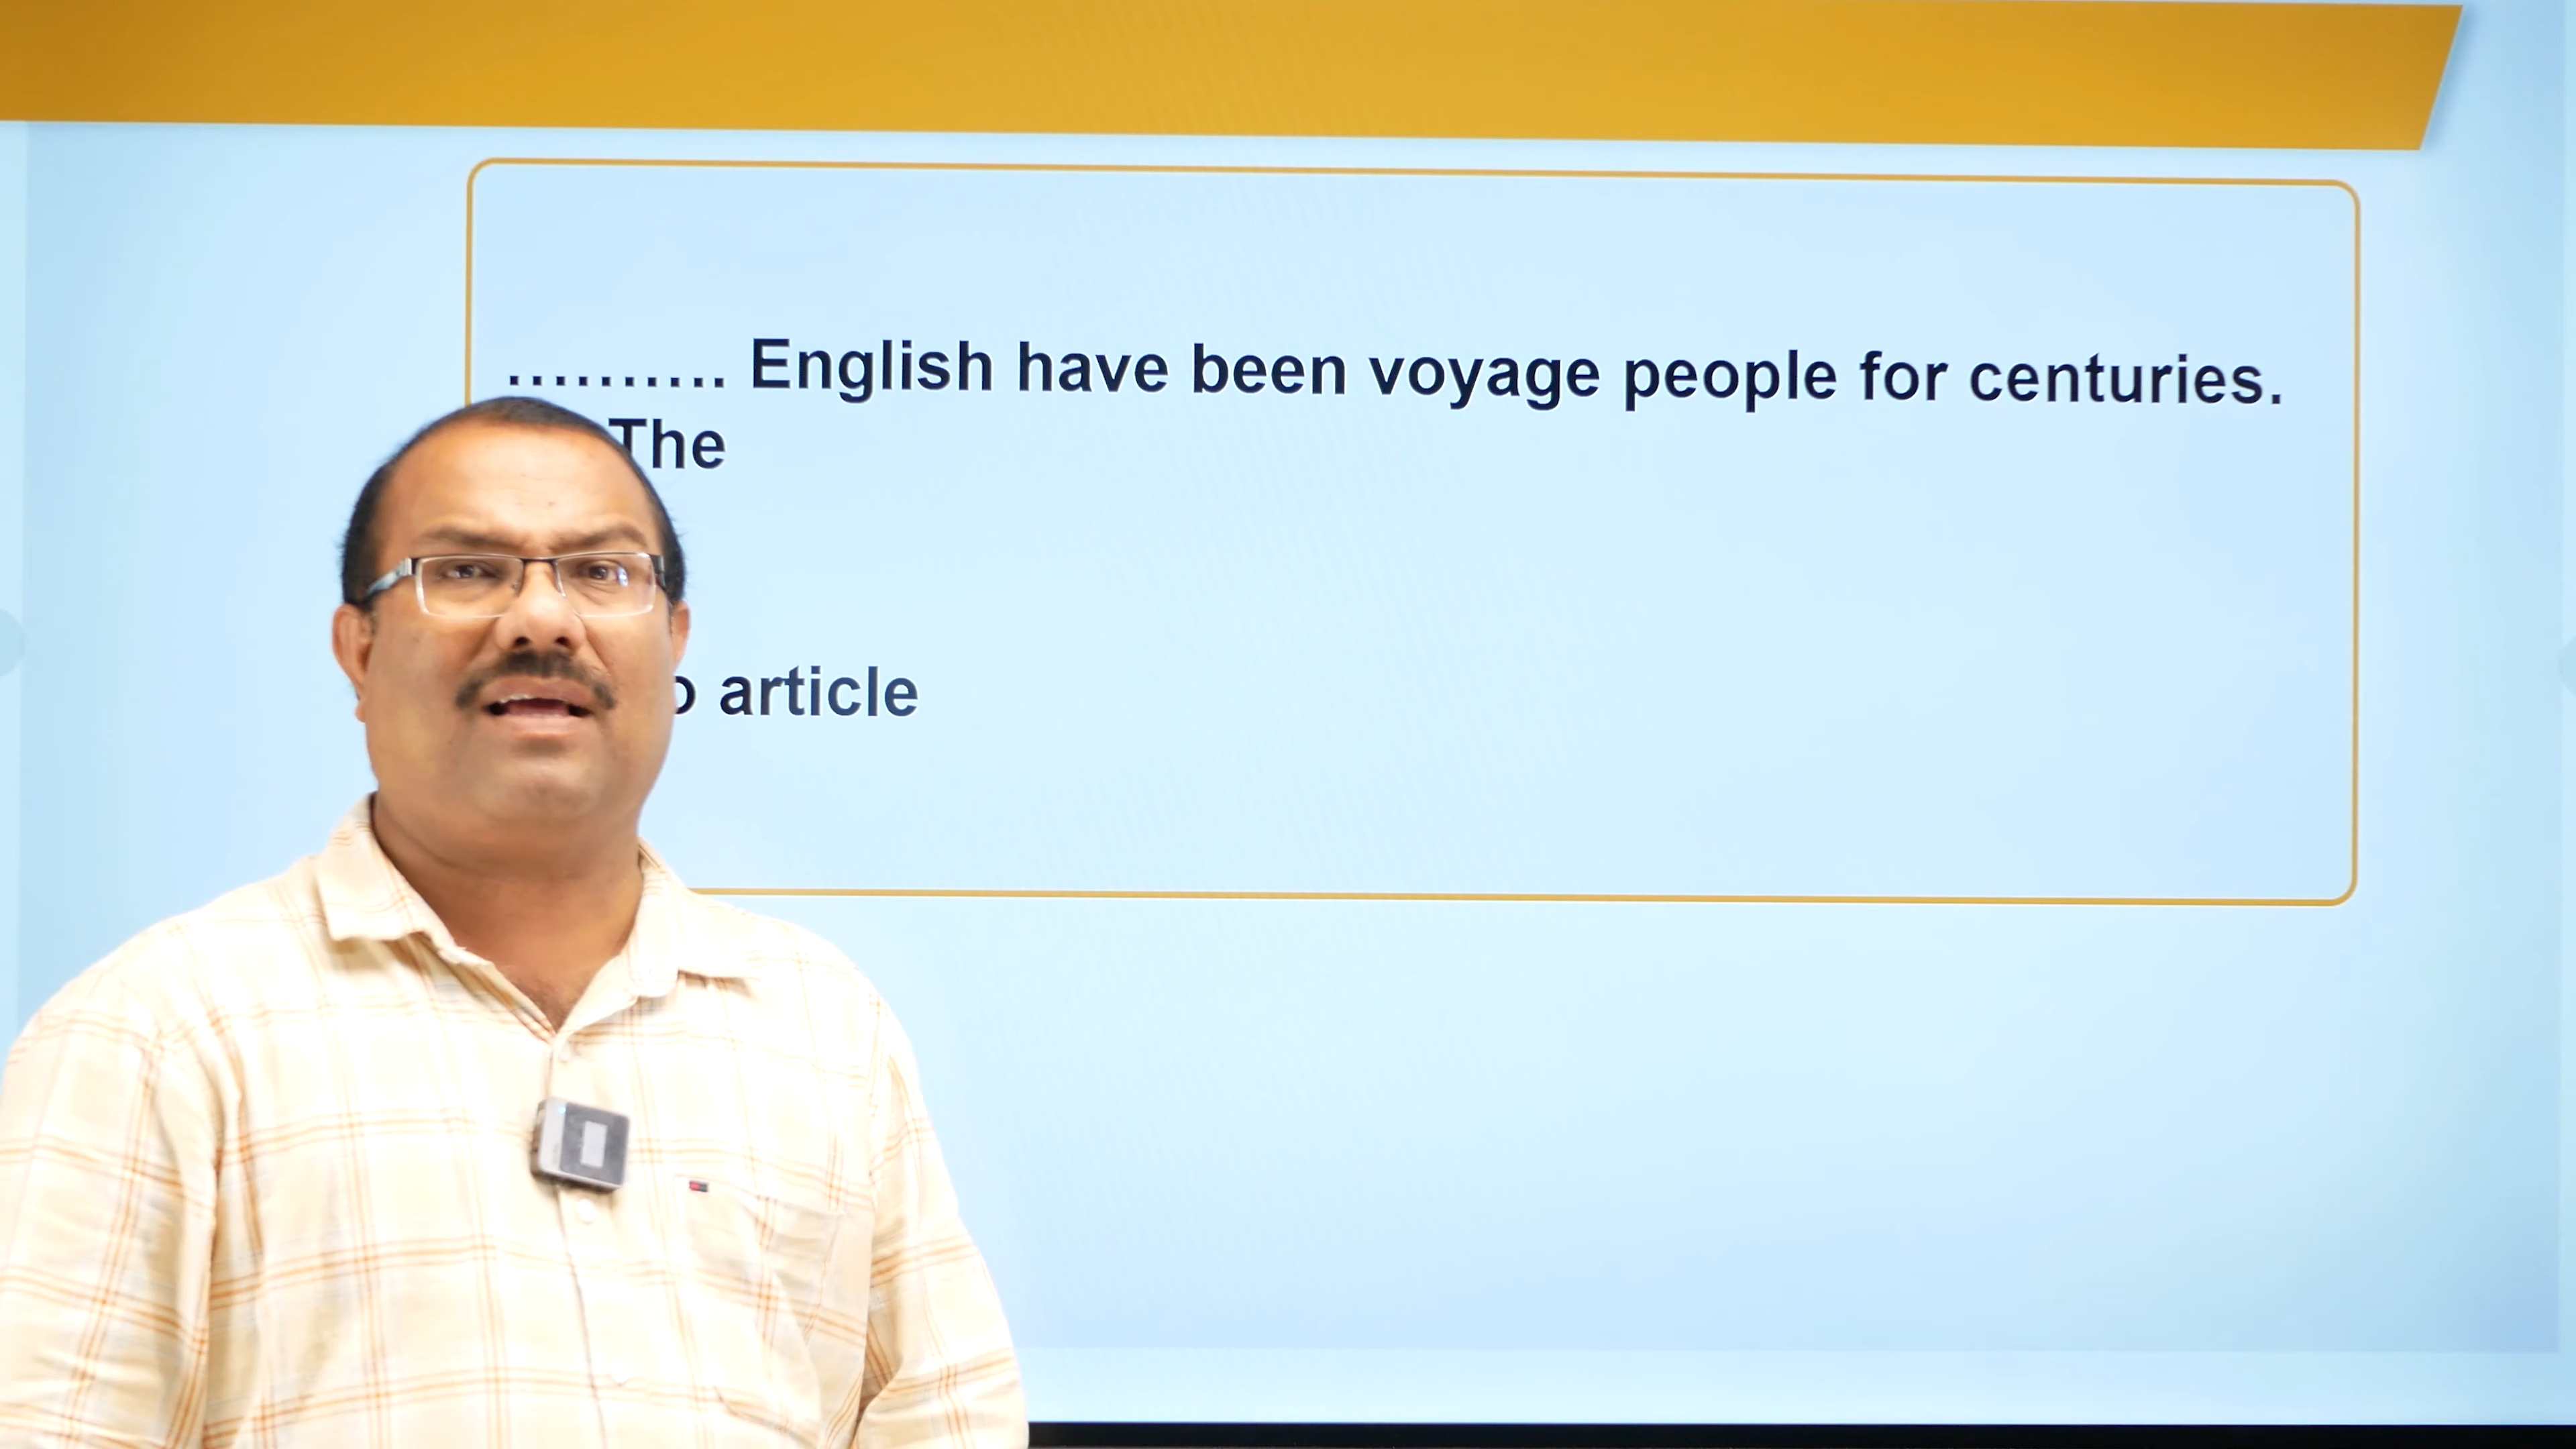 .......... English have been voyage people for centuries.
The
article